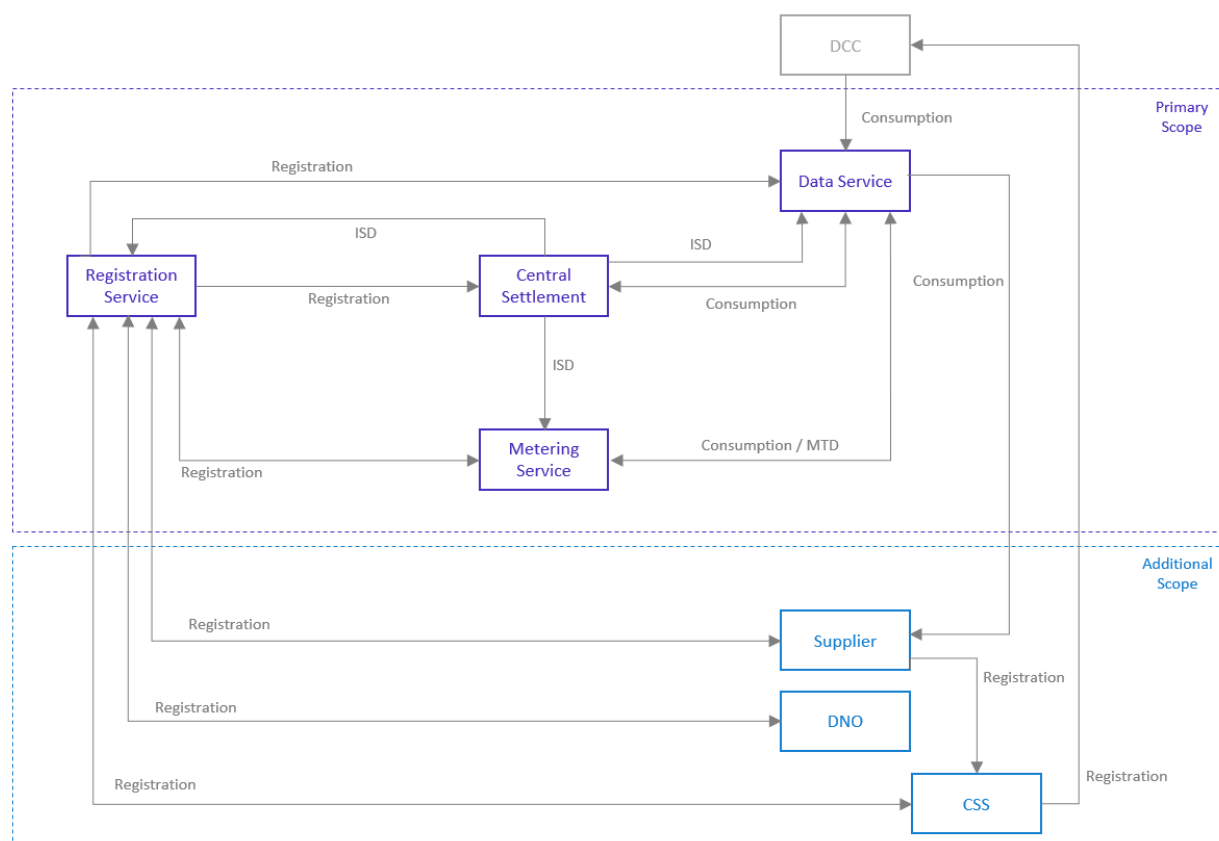 DCC
Primary
Scope
Consumption
Registration
Data Service
ISD
ISD
Registration
Service
Central
Settlement
Consumption
Registration
Consumption
ISD
Metering
Service
Consumption / MTD
Registration
Additional
Scope
Registration
Supplier
Registration
Registration
DNO
Registration
Registration
CSS